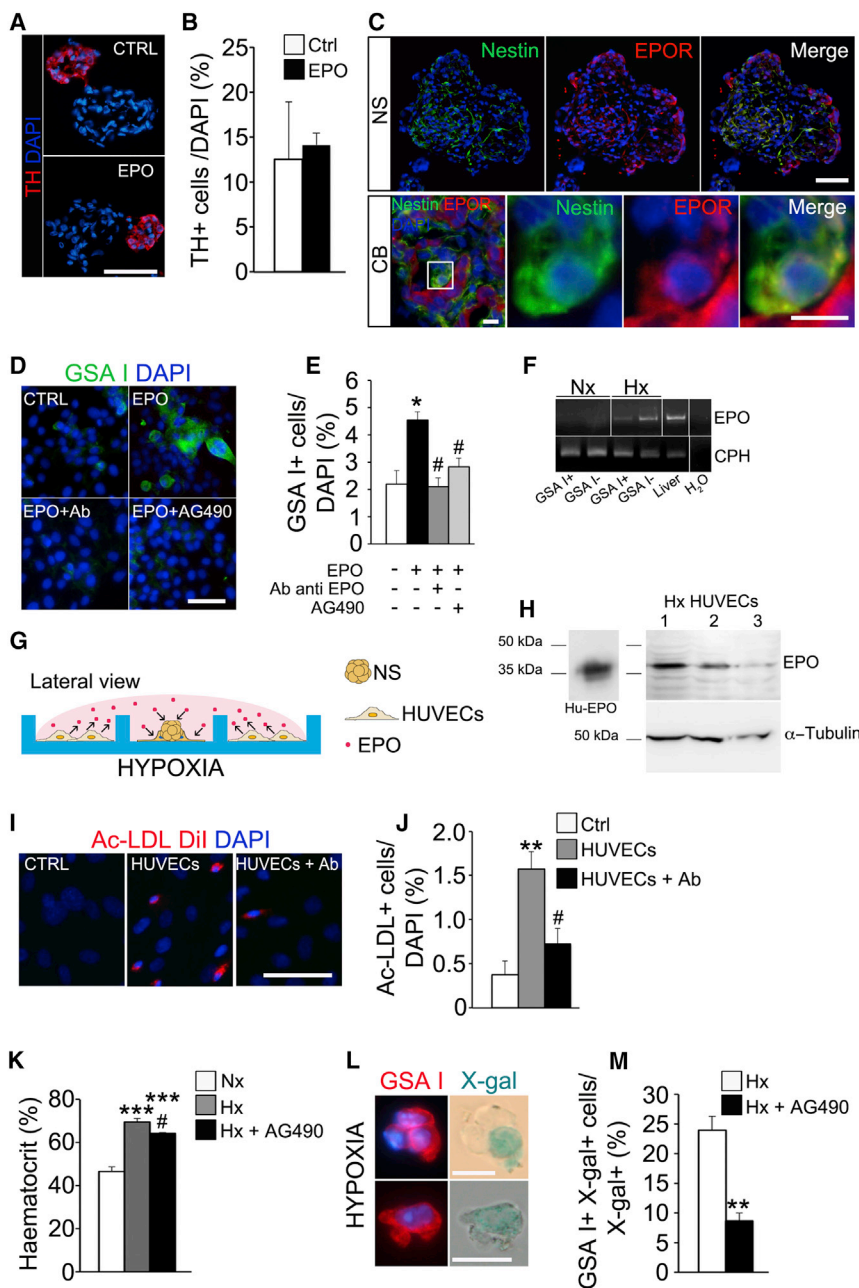 A
CTRL
EPO
TH DAPI
B
Ctrl
EPO
TH+ cells /DAPI (%)
25
20
15
10
5
0
C
Nestin
EPOR
Merge
NS
Nestin EPOR
DAPI
Nestin
EPOR
Merge
CB
D
GSA I DAPI
CTRL
EPO
EPO+Ab
EPO+AG490
E
GSA I+ cells/
DAPI (%)
6
5
4
3
2
1
0
*
#
#
EPO - + + +
Ab anti EPO - - + -
AG490 - - - +
F
Nx Hx
EPO
CPH
GSA I+
GSA I-
GSA I+
GSA I-
Liver
H2O
G
Lateral view
HYPOXIA
NS
HUVECs
EPO
H
Hx HUVECs
1 2 3
50 kDa
35 kDa
EPO
Hu-EPO
50 kDa
α–Tubulin
I
Ac-LDL DiI DAPI
CTRL
HUVECs
HUVECs + Ab
J
Ctrl
HUVECs
HUVECs + Ab
Ac-LDL+ cells/
DAPI (%)
2.0
1.5
1.0
0.5
0
**
#
K
Nx
Hx
Hx + AG490
Haematocrit (%)
80
60
40
20
0
***
***
#
L
GSA I X-gal
HYPOXIA
M
Hx
Hx + AG490
GSA I+ X-gal+ cells/
X-gal+ (%)
30
25
20
15
10
5
0
**